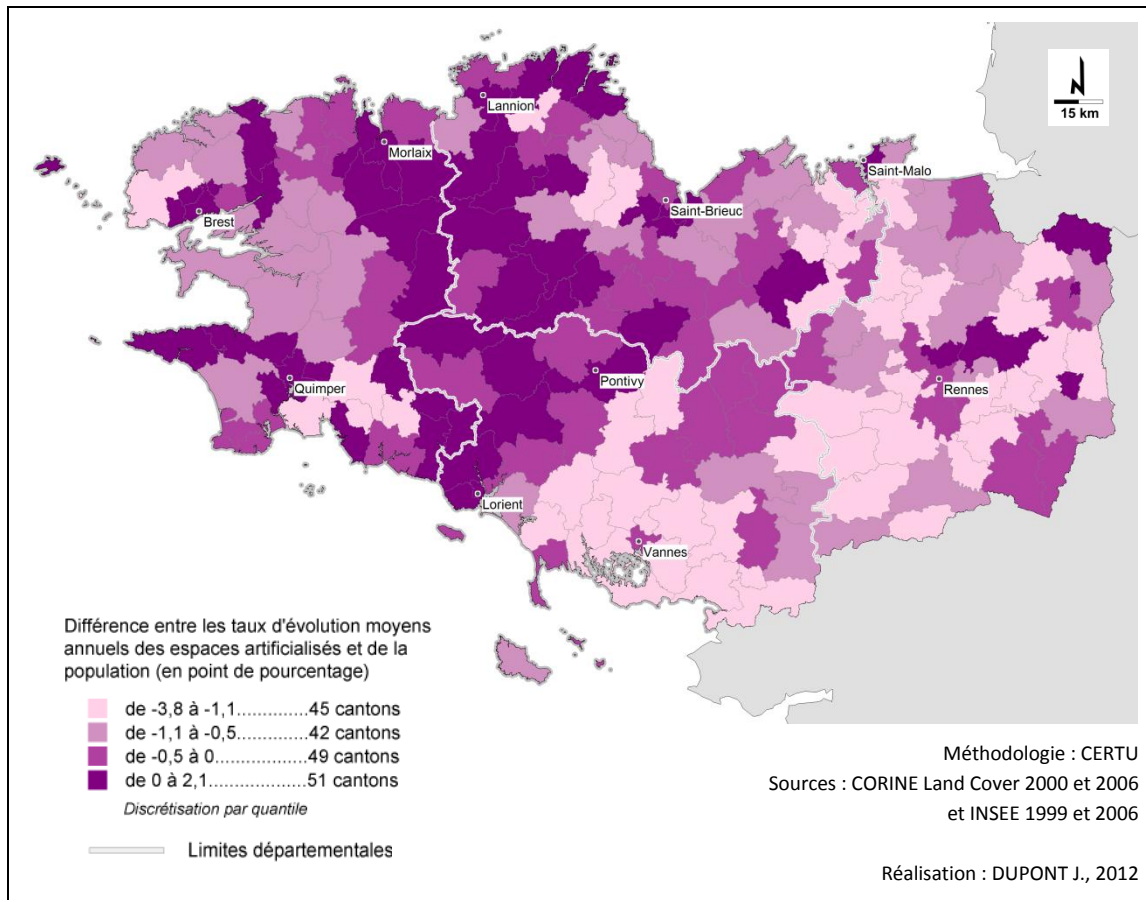 N
15 km
Lannion
Morlaix
Saint-Malo
Brest
Saint-Brieuc
Quimper
Pontivy
Rennes
Lorient
Vannes
Différence entre les taux d'évolution moyens
annuels des espaces artificialisés et de la
population (en point de pourcentage)
de -3,8 à -1,1..............45 cantons
de -1,1 à -0,5..............42 cantons
de -0,5 à 0..................49 cantons
de 0 à 2,1...................51 cantons
Discrétisation par quantile
Limites départementales
Méthodologie : CERTU
Sources : CORINE Land Cover 2000 et 2006
et INSEE 1999 et 2006
Réalisation : DUPONT J., 2012